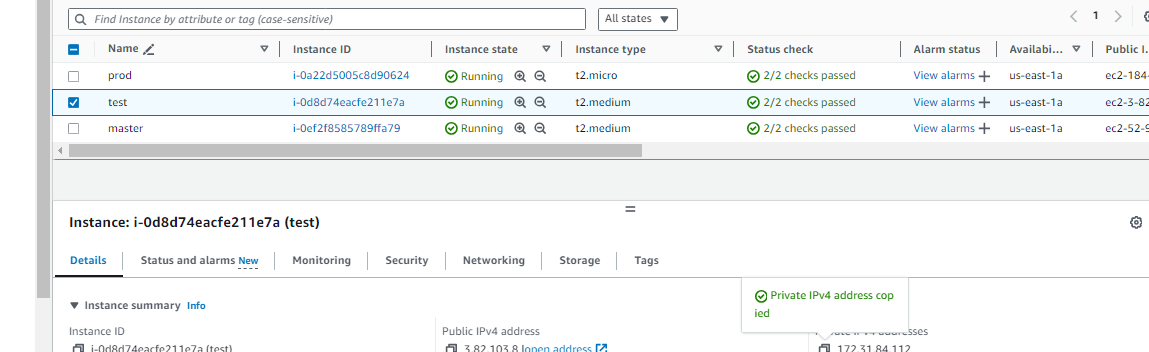 Find Instance by attribute or tag (case-sensitive) All states 1
Name Instance ID Instance state Instance type Status check Alarm status Availabi... Public I...
prod i-0a22d5005c8d90624 Running t2.micro 2/2 checks passed View alarms + us-east-1a ec2-184-
test i-0d8d74eacfe211e7a Running t2.medium 2/2 checks passed View alarms + us-east-1a ec2-3-82
master i-0ef2f8585789ffa79 Running t2.medium 2/2 checks passed View alarms + us-east-1a ec2-52-9
Instance: i-0d8d74eacfe211e7a (test)
Details Status and alarms New Monitoring Security Networking Storage Tags
Private IPv4 address cop
ied
Instance summary Info
Instance ID Public IPv4 address addresses
i-0d8d74eacfe211e7a (test) 3.82.103.8 |open address 172.31.84.112